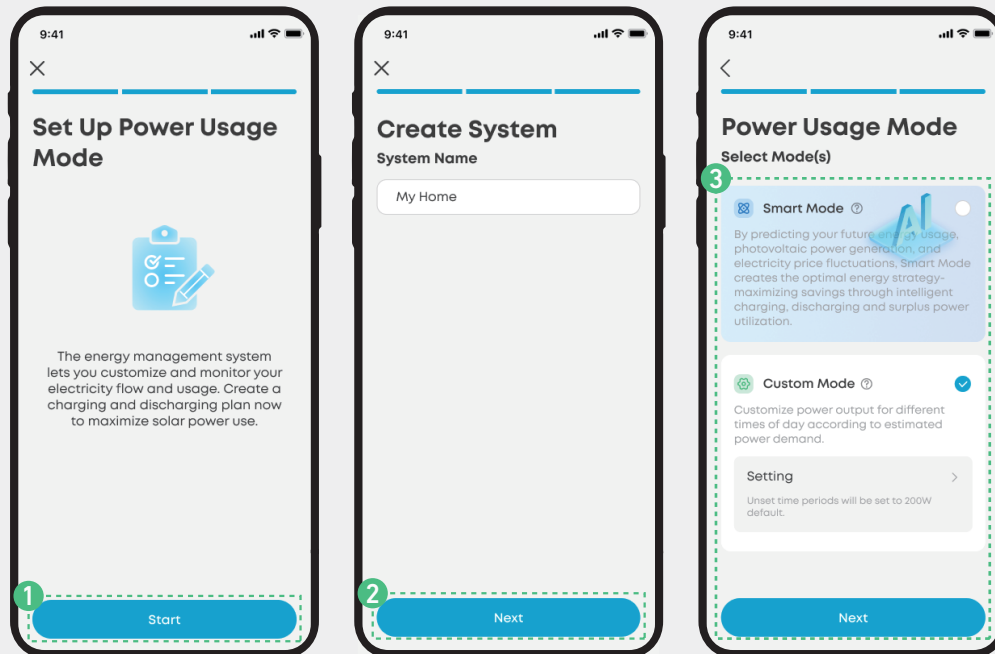 9:41
Set Up Power Usage
Mode
The energy management system
lets you customize and monitor your
electricity flow and usage. Create a
charging and discharging plan now
to maximize solar power use.
1
Start
9:41
Create System
System Name
My Home
2
Next
9:41
Power Usage Mode
Select Mode(s)
3
Smart Mode ?
AI
By predicting your future energy usage,
photovoltaic power generation, and
electricity price fluctuations, Smart Mode
creates the optimal energy strategy-
maximizing savings through intelligent
charging, discharging and surplus power
utilization.
Custom Mode ?
Customize power output for different
times of day according to estimated
power demand.
Setting
Unset time periods will be set to 200W
default.
Next